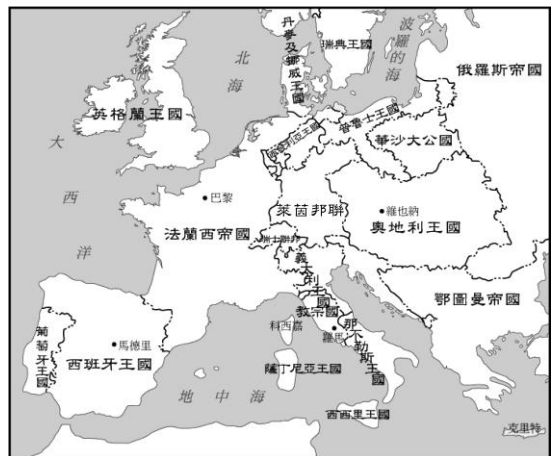 北海
丹麥及挪威王國
瑞典王國
波羅的海
俄羅斯帝國
英格蘭王國
大西洋
普魯士王國
華沙大公國
巴黎
萊茵邦聯
維也納
法蘭西帝國
奧地利王國
瑞士聯邦
義大利王國
鄂圖曼帝國
教宗國
科西嘉
羅馬
那不勒斯王國
葡萄牙王國
馬德里
西班牙王國
薩丁尼亞王國
地中海
西西里王國
克里特